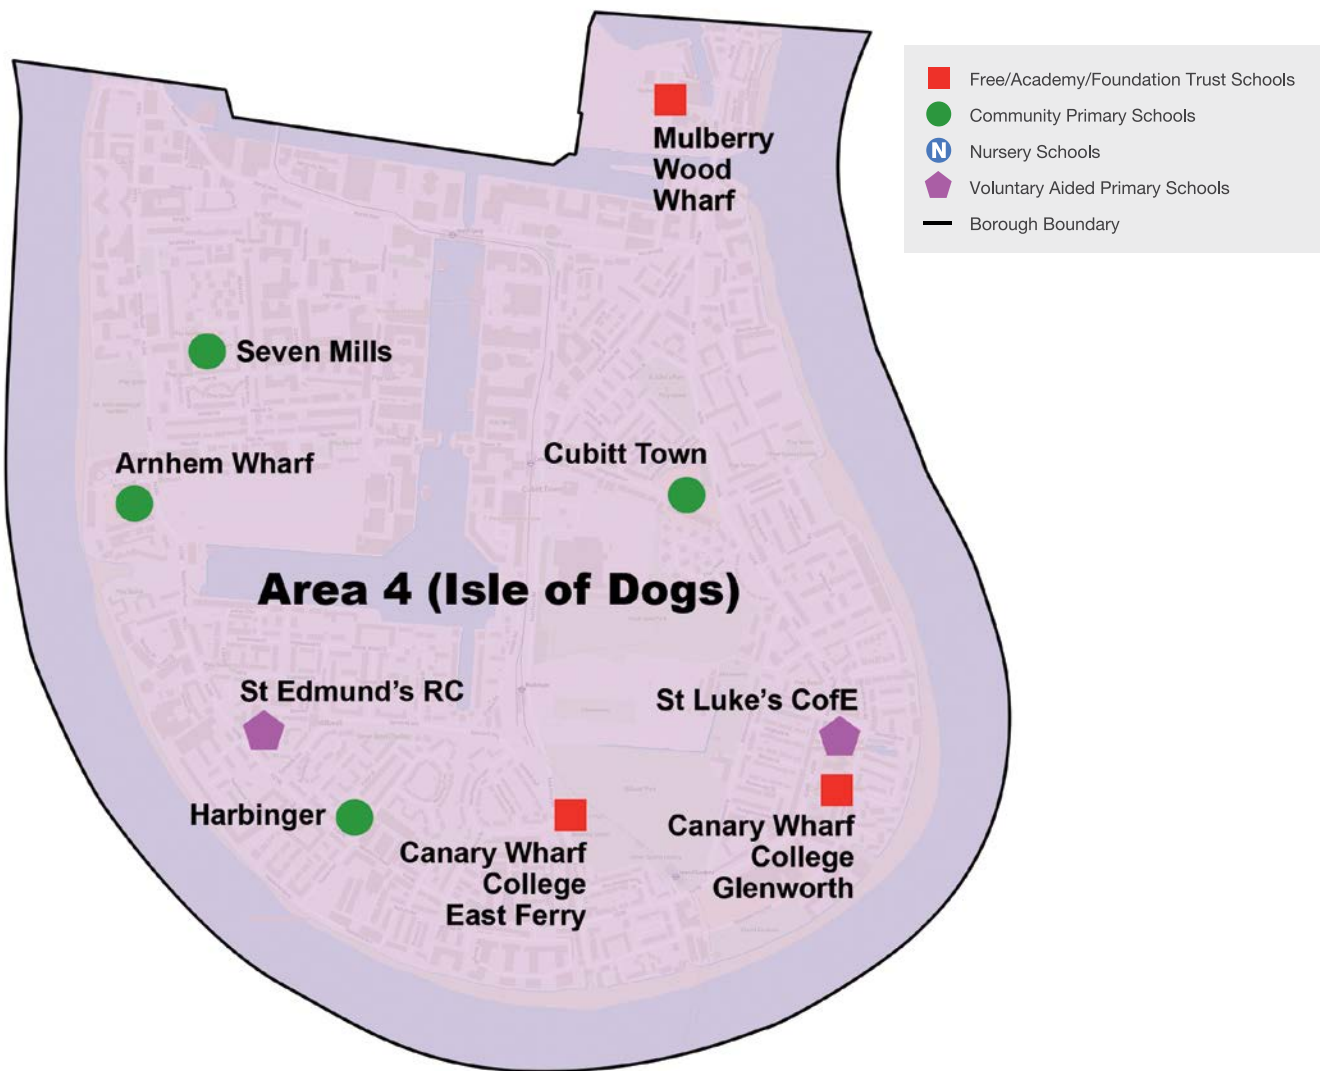 Free/Academy/Foundation Trust Schools
Community Primary Schools
N Nursery Schools
Voluntary Aided Primary Schools
Borough Boundary
Mulberry
Wood
Wharf
Seven Mills
Arnhem Wharf
Cubitt Town
Area 4 (Isle of Dogs)
St Edmund’s RC
St Luke’s CofE
Harbinger
Canary Wharf
College
East Ferry
Canary Wharf
College
Glenworth